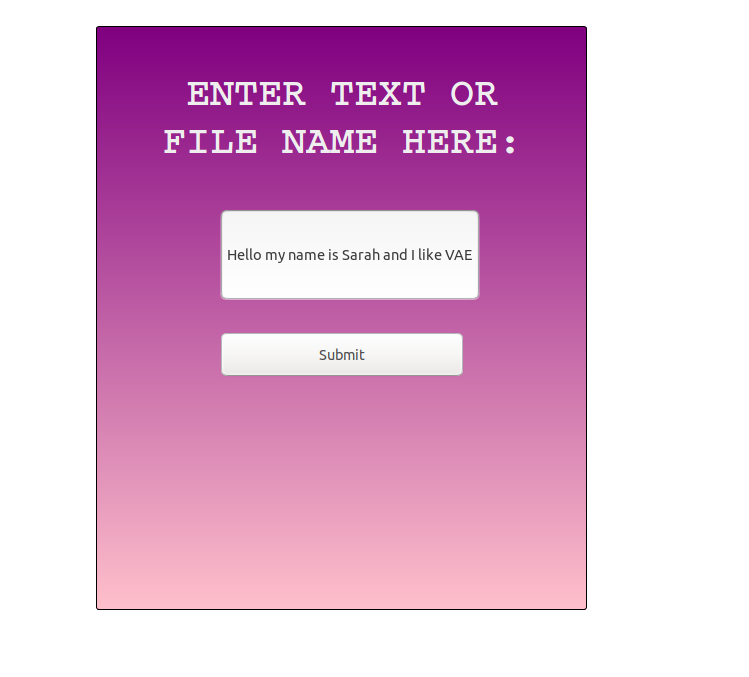 ENTER TEXT OR
FILE NAME HERE:
Hello my name is Sarah and I like VAE
Submit